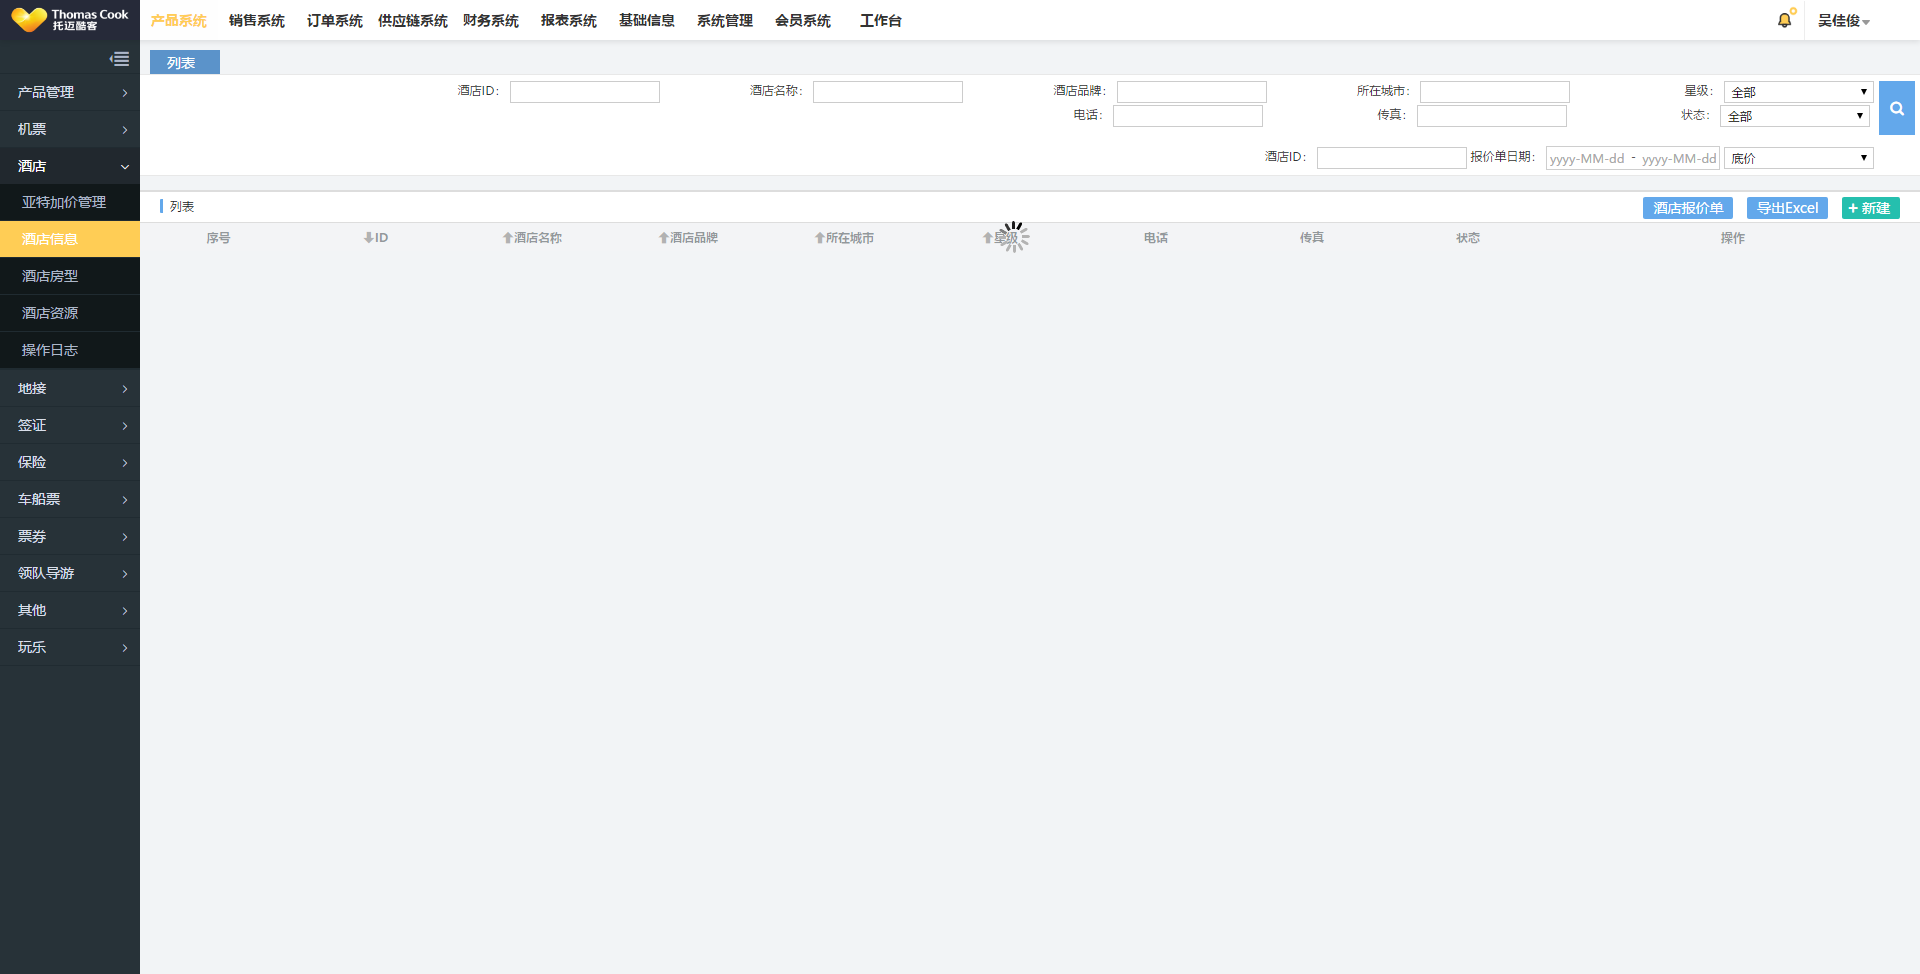 Thomas Cook
托迈酷客
产品系统 销售系统 订单系统 供应链系统 财务系统 报表系统 基础信息 系统管理 会员系统 工作台
吴佳俊
产品管理
机票
酒店
亚特加价管理
酒店信息
酒店房型
酒店资源
操作日志
地接
签证
保险
车船票
票券
领队导游
其他
玩乐
列表
酒店ID： 酒店名称： 酒店品牌： 所在城市： 星级： 全部
电话： 传真： 状态： 全部
酒店ID： 报价单日期： yyyy-MM-dd - yyyy-MM-dd 底价
列表
酒店报价单 导出Excel + 新建
序号 ID 酒店名称 酒店品牌 所在城市 星级 电话 传真 状态 操作